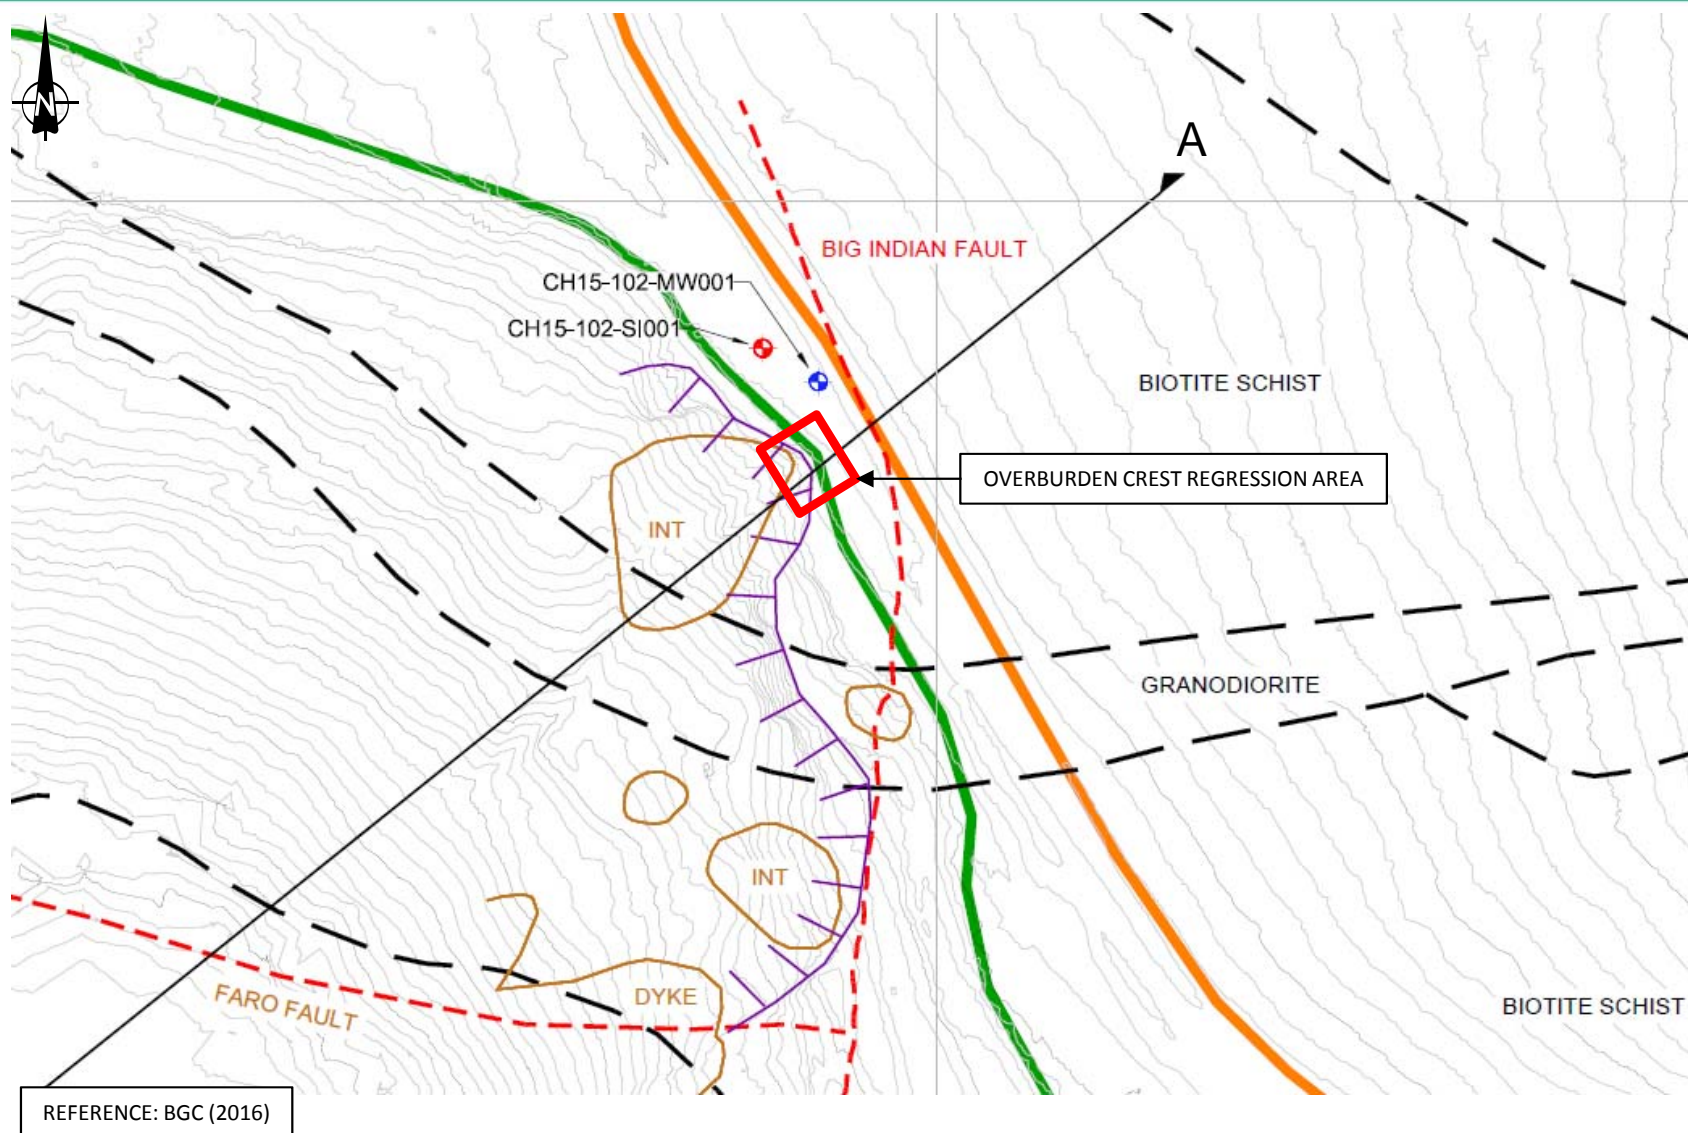 N
A
BIG INDIAN FAULT
CH15-102-MW001
CH15-102-SI001
BIOTITE SCHIST
OVERBURDEN CREST REGRESSION AREA
INT
GRANODIORITE
INT
DYKE
FARO FAULT
BIOTITE SCHIST
REFERENCE: BGC (2016)